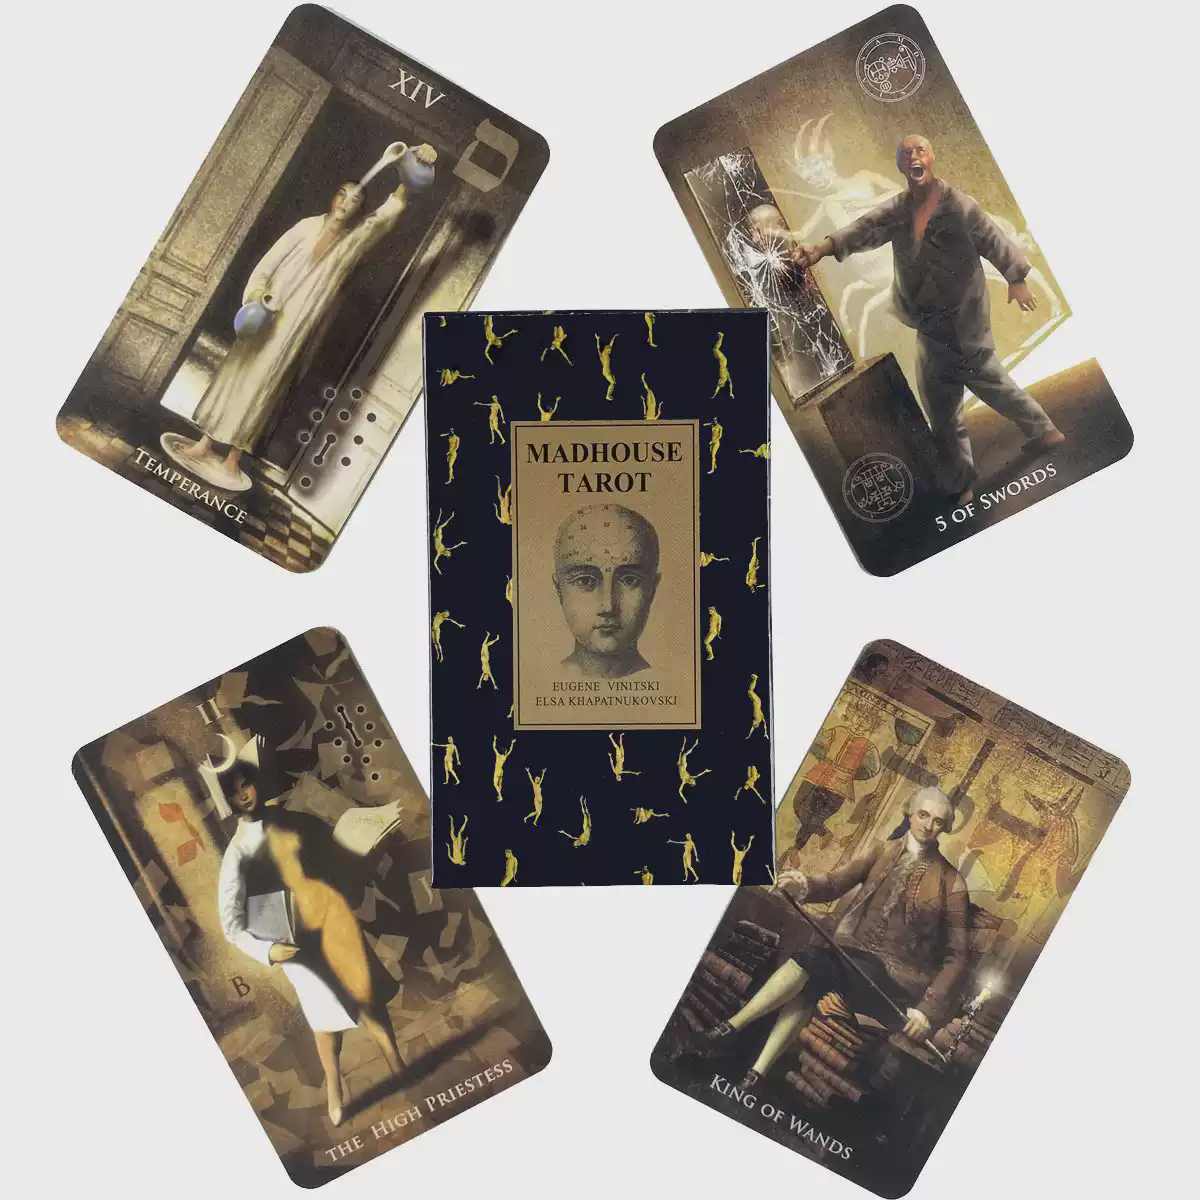 XIV
ס
TEMPERANCE
5 OF SWORDS
MADHOUSE
TAROT
EUGENE VINITSKI
ELSA KHAPATNUKOVSKI
II
B
THE HIGH PRIESTESS
KING OF WANDS